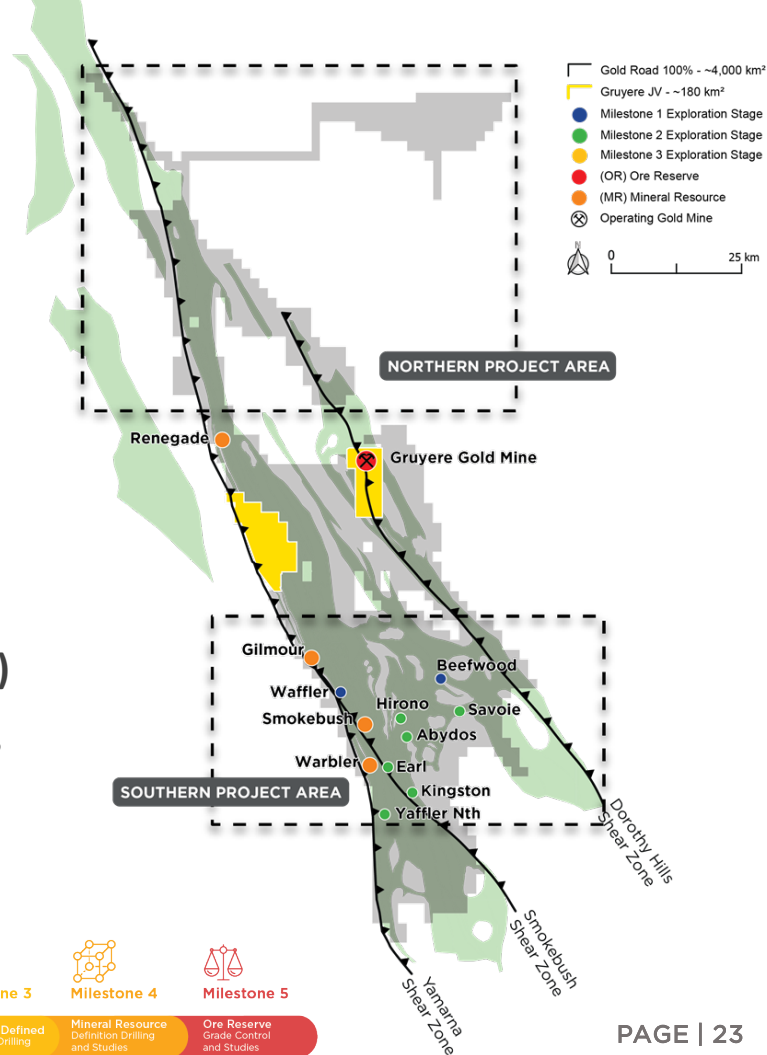 Gold Road 100% - ~4,000 km²
Gruyere JV - ~180 km²
Milestone 1 Exploration Stage
Milestone 2 Exploration Stage
Milestone 3 Exploration Stage
(OR) Ore Reserve
(MR) Mineral Resource
Operating Gold Mine
N
0 25 km
NORTHERN PROJECT AREA
Renegade
Gruyere Gold Mine
Gilmour
)
Beefwood
Waffler
Hirono
Savoie
Smokebush
Abydos
Warbler
Earl
Kingston
SOUTHERN PROJECT AREA
Yaffler Nth
Dorothy Hills
Shear Zone
Smokebush
Shear Zone
Yamarna
Shear Zone
ne 3
Milestone 4
Milestone 5
Defined
Drilling
Mineral Resource
Definition Drilling
and Studies
Ore Reserve
Grade Control
and Studies
PAGE | 23